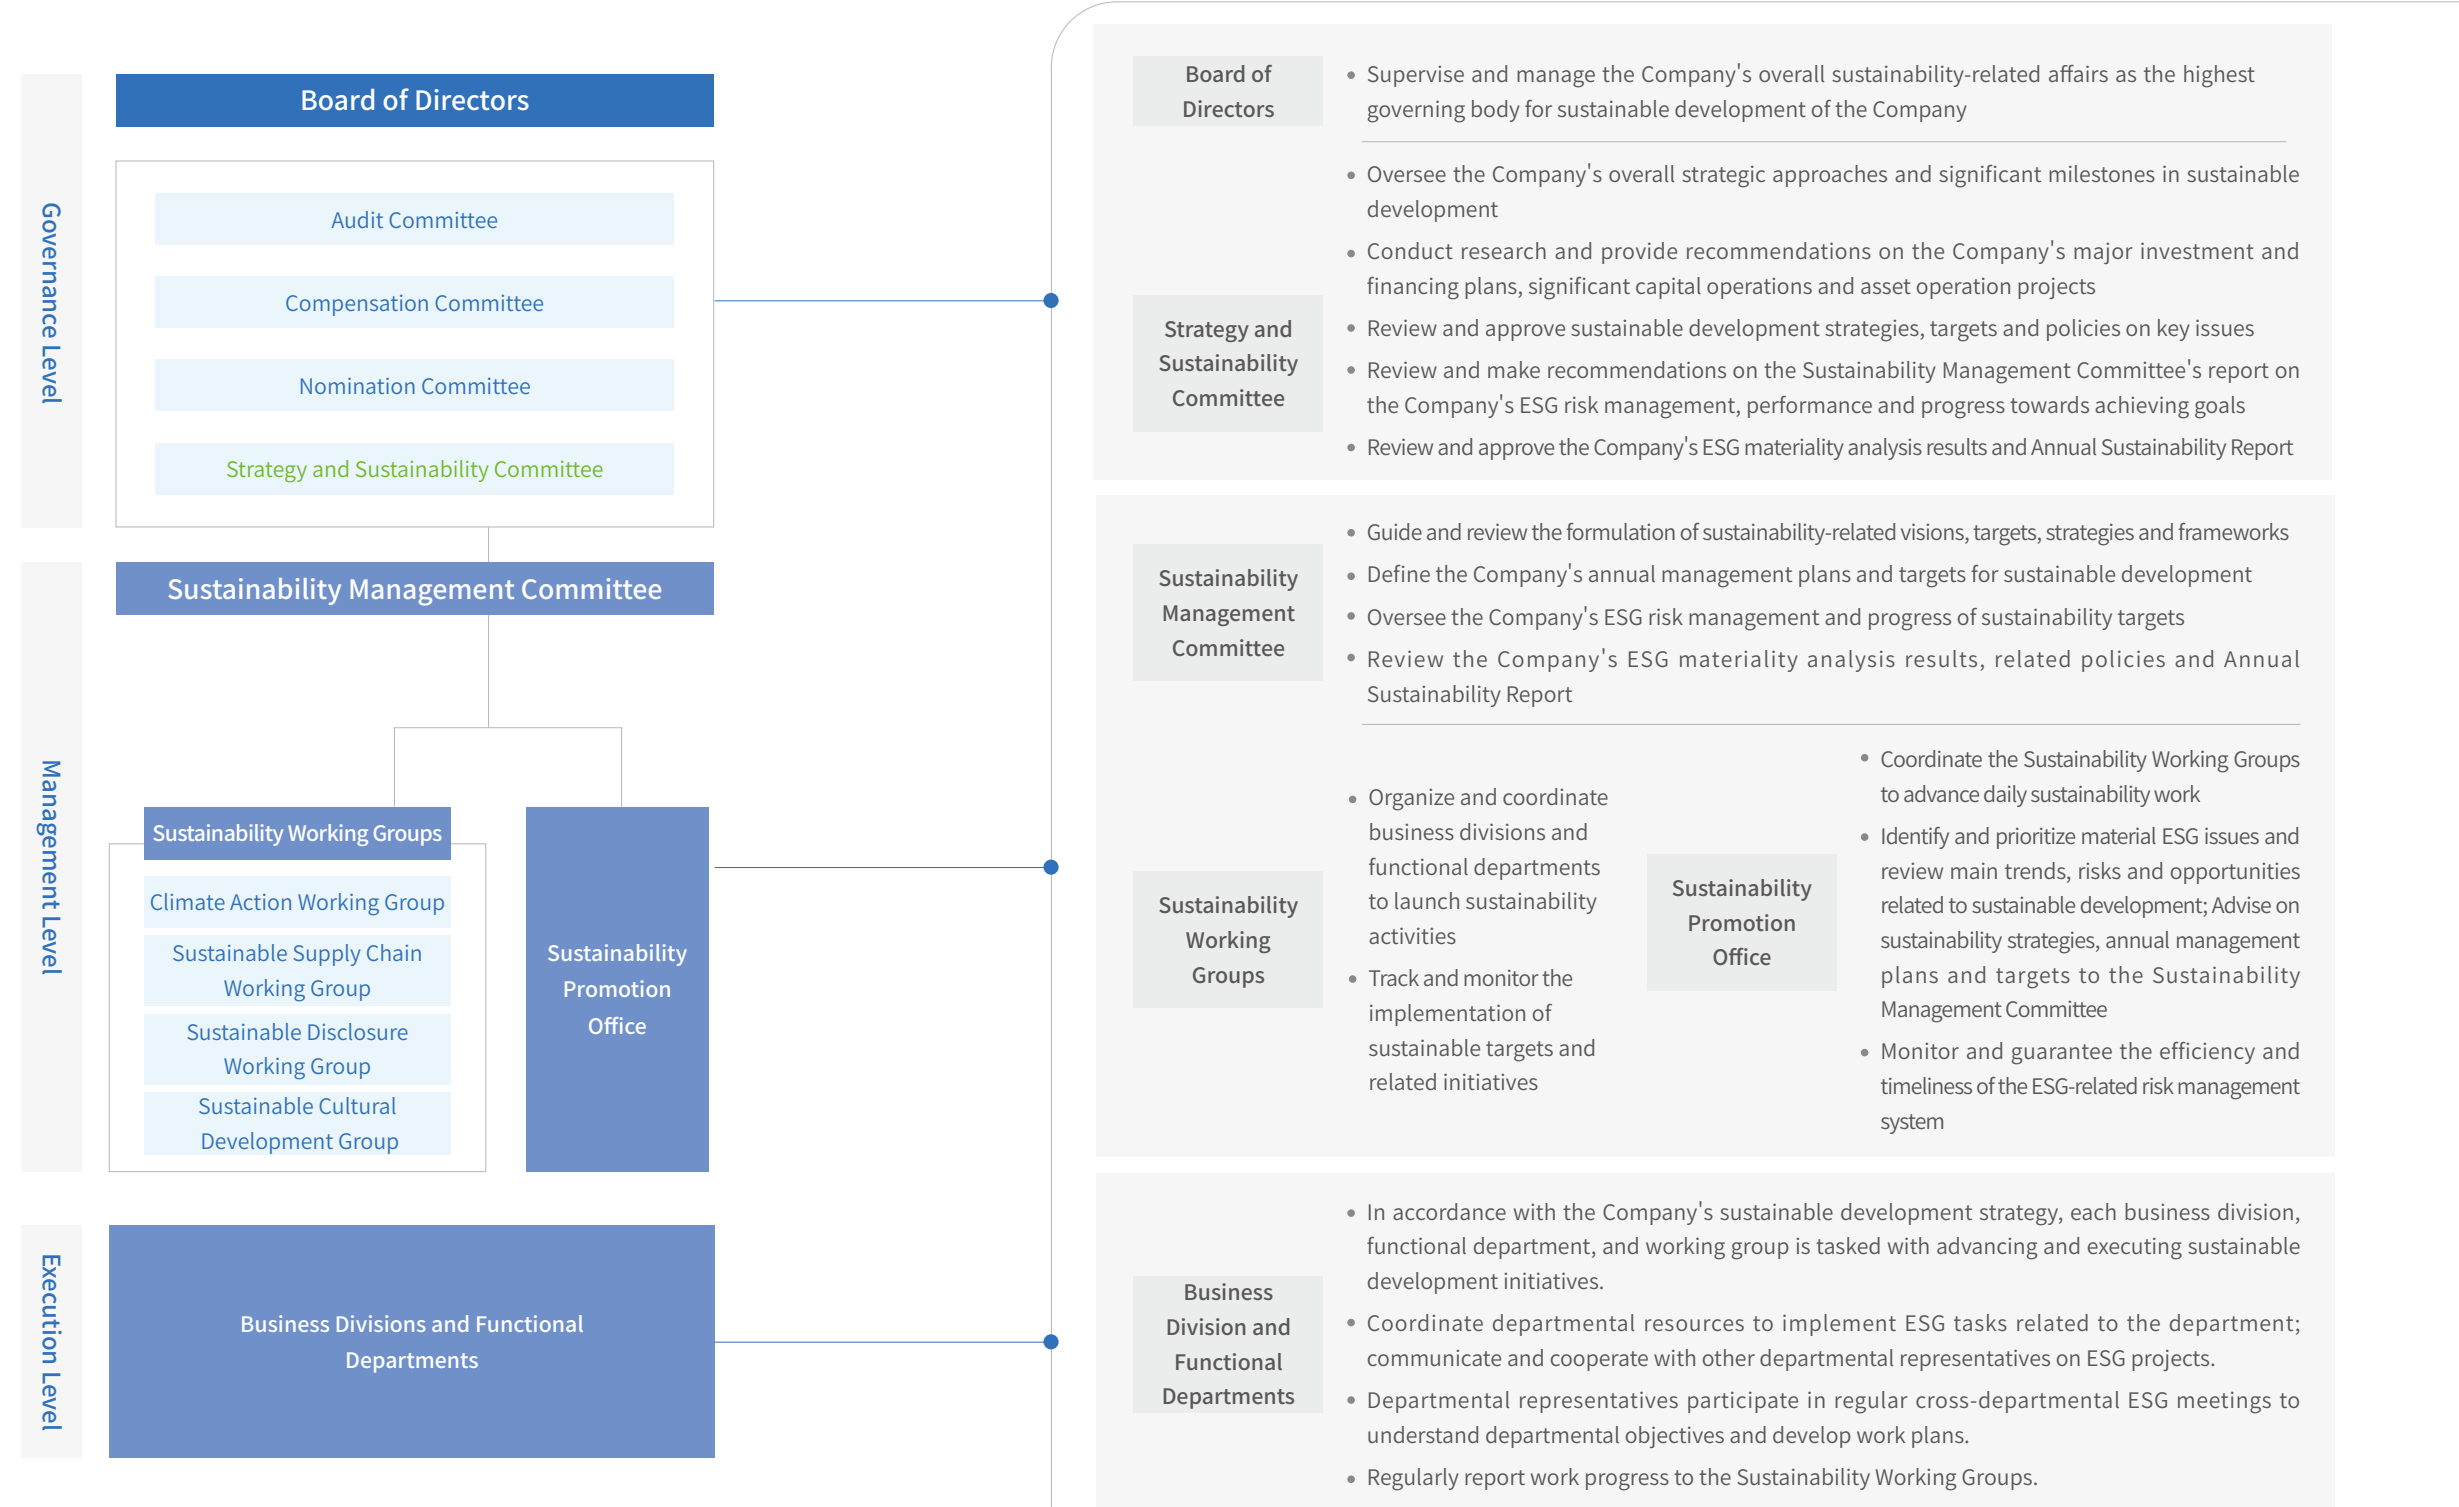 Governance Level
Board of Directors
Audit Committee
Compensation Committee
Nomination Committee
Strategy and Sustainability Committee
Management Level
Sustainability Management Committee
Sustainability Working Groups
Climate Action Working Group
Sustainable Supply Chain
Working Group
Sustainable Disclosure
Working Group
Sustainable Cultural
Development Group
Sustainability
Promotion
Office
Execution Level
Business Divisions and Functional
Departments
Board of
Directors
• Supervise and manage the Company's overall sustainability-related affairs as the highest
governing body for sustainable development of the Company
Strategy and
Sustainability
Committee
• Oversee the Company's overall strategic approaches and significant milestones in sustainable
development
• Conduct research and provide recommendations on the Company's major investment and
financing plans, significant capital operations and asset operation projects
• Review and approve sustainable development strategies, targets and policies on key issues
• Review and make recommendations on the Sustainability Management Committee's report on
the Company's ESG risk management, performance and progress towards achieving goals
• Review and approve the Company's ESG materiality analysis results and Annual Sustainability Report
Sustainability
Management
Committee
• Guide and review the formulation of sustainability-related visions, targets, strategies and frameworks
• Define the Company's annual management plans and targets for sustainable development
• Oversee the Company's ESG risk management and progress of sustainability targets
• Review the Company's ESG materiality analysis results, related policies and Annual
Sustainability Report
Sustainability
Working
Groups
• Organize and coordinate
business divisions and
functional departments
to launch sustainability
activities
• Track and monitor the
implementation of
sustainable targets and
related initiatives
Sustainability
Promotion
Office
• Coordinate the Sustainability Working Groups
to advance daily sustainability work
• Identify and prioritize material ESG issues and
review main trends, risks and opportunities
related to sustainable development; Advise on
sustainability strategies, annual management
plans and targets to the Sustainability
Management Committee
• Monitor and guarantee the efficiency and
timeliness of the ESG-related risk management
system
Business
Division and
Functional
Departments
• In accordance with the Company's sustainable development strategy, each business division,
functional department, and working group is tasked with advancing and executing sustainable
development initiatives.
• Coordinate departmental resources to implement ESG tasks related to the department;
communicate and cooperate with other departmental representatives on ESG projects.
• Departmental representatives participate in regular cross-departmental ESG meetings to
understand departmental objectives and develop work plans.
• Regularly report work progress to the Sustainability Working Groups.